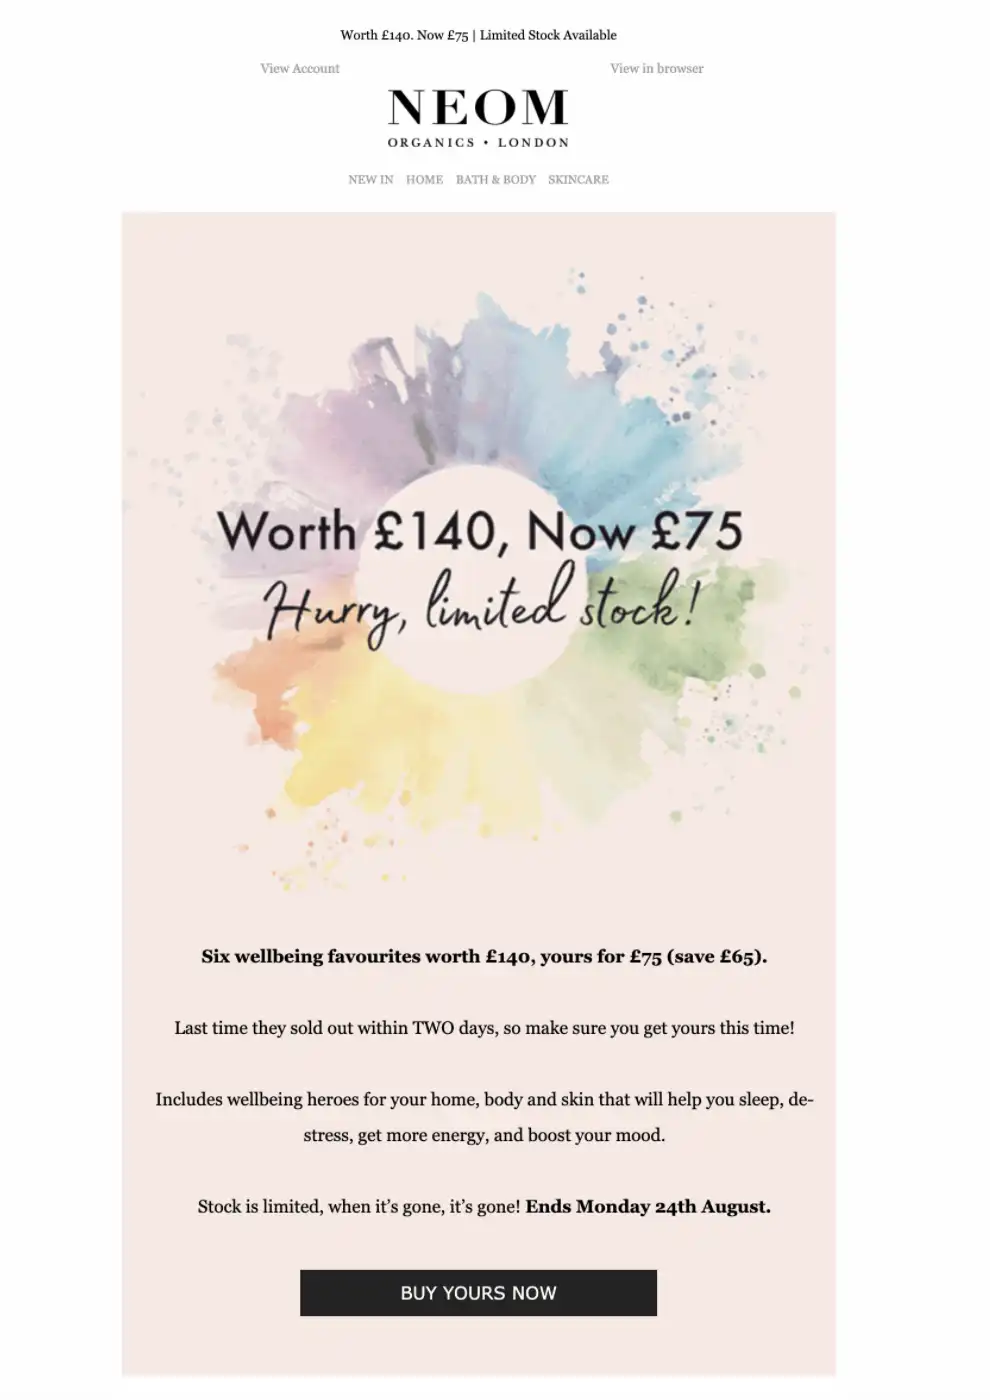 Worth £140. Now £75 | Limited Stock Available
View Account View in browser
NEOM
ORGANICS • LONDON
NEW IN HOME BATH & BODY SKINCARE
Worth £140, Now £75
Hurry, limited stock!
Six wellbeing favourites worth £140, yours for £75 (save £65).
Last time they sold out within TWO days, so make sure you get yours this time!
Includes wellbeing heroes for your home, body and skin that will help you sleep, de-
stress, get more energy, and boost your mood.
Stock is limited, when it's gone, it's gone! Ends Monday 24th August.
BUY YOURS NOW